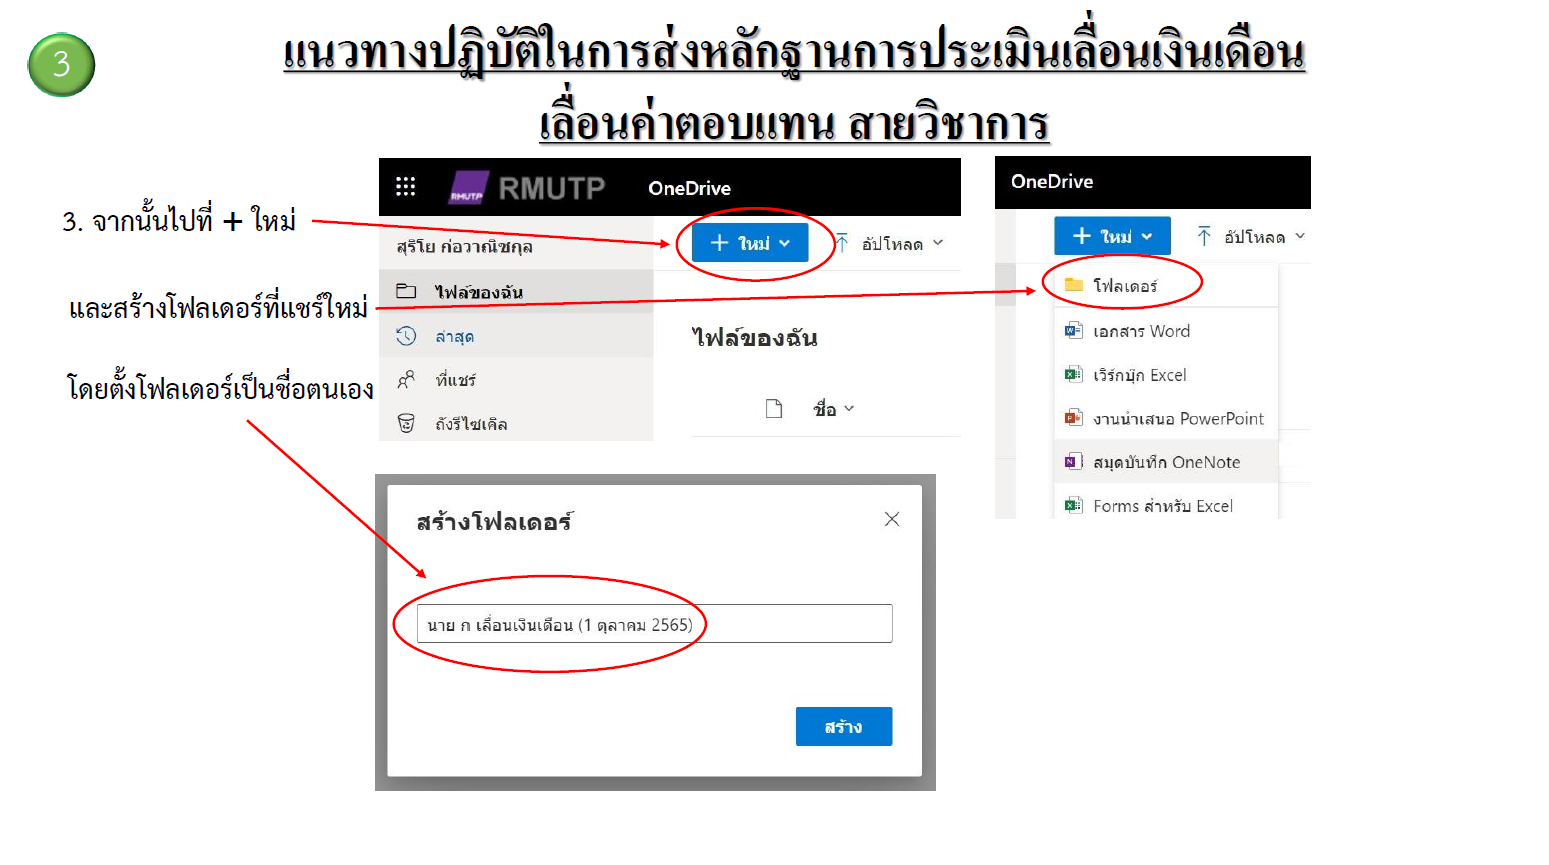 3
แนวทางปฏิบัติในการส่งหลักฐานการประเมินเลื่อนเงินเดือน
เลื่อนค่าตอบแทน สายวิชาการ
3. จากนั้นไปที่ + ใหม่
และสร้างโฟลเดอร์ที่แชร์ใหม่
โดยตั้งโฟลเดอร์เป็นชื่อตนเอง
RMUTP RMUTP OneDrive
สุริโย ก่อวาณิชกุล
+ ใหม่ อัปโหลด
ไฟล์ของฉัน
ล่าสุด
ที่แชร์
ถังรีไซเคิล
ไฟล์ของฉัน
ชื่อ
OneDrive
+ ใหม่ อัปโหลด
โฟลเดอร์
เอกสาร Word
เวิร์กบุ๊ก Excel
งานนำเสนอ PowerPoint
สมุดบันทึก OneNote
Forms สำหรับ Excel
สร้างโฟลเดอร์
นาย ก เลื่อนเงินเดือน (1 ตุลาคม 2565)
สร้าง